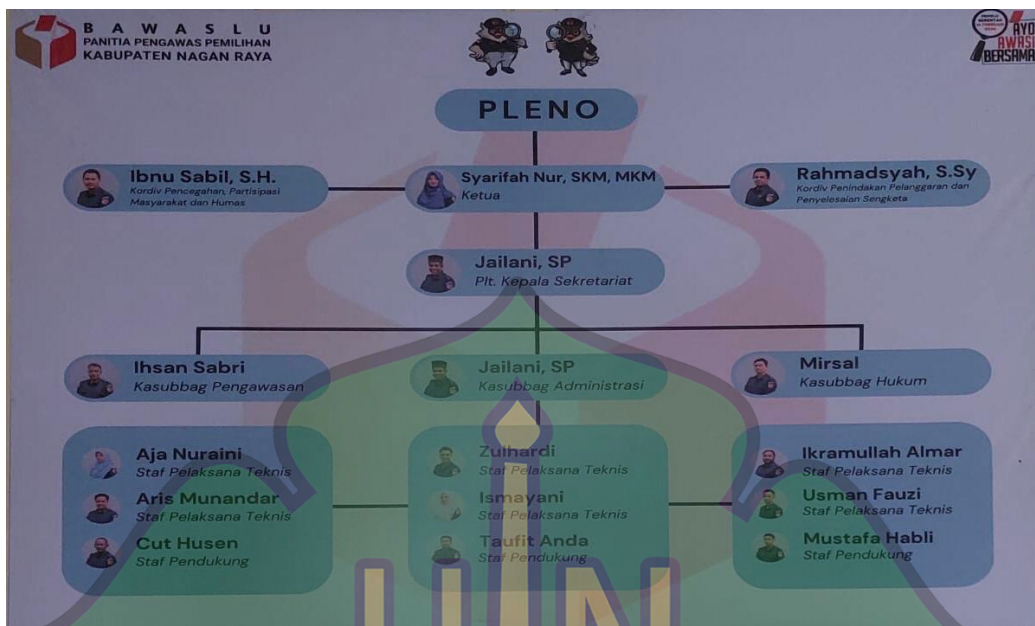 BAWASLU
PANITIA PENGAWAS PEMILIHAN
KABUPATEN NAGAN RAYA
AYO
AWASI
BERSAMA
PLENO
Ibnu Sabil, S.H.
Kordiv Pencegahan, Partisipasi
Masyarakat dan Humas
Syarifah Nur, SKM, MKM
Ketua
Rahmadsyah, S.Sy
Kordiv Penindakan Pelanggaran dan
Penyelesaian Sengketa
Jailani, SP
Plt. Kepala Sekretariat
Ihsan Sabri
Kasubbag Pengawasan
Jailani, SP
Kasubbag Administrasi
Mirsal
Kasubbag Hukum
Aja Nuraini
Staf Pelaksana Teknis
Aris Munandar
Staf Pelaksana Teknis
Cut Husen
Staf Pendukung
Zulhardi
Staf Pelaksana Teknis
Ismayani
Staf Pelaksana Teknis
Taufit Anda
Staf Pendukung
Ikramullah Almar
Staf Pelaksana Teknis
Usman Fauzi
Staf Pelaksana Teknis
Mustafa Habli
Staf Pendukung
UIN